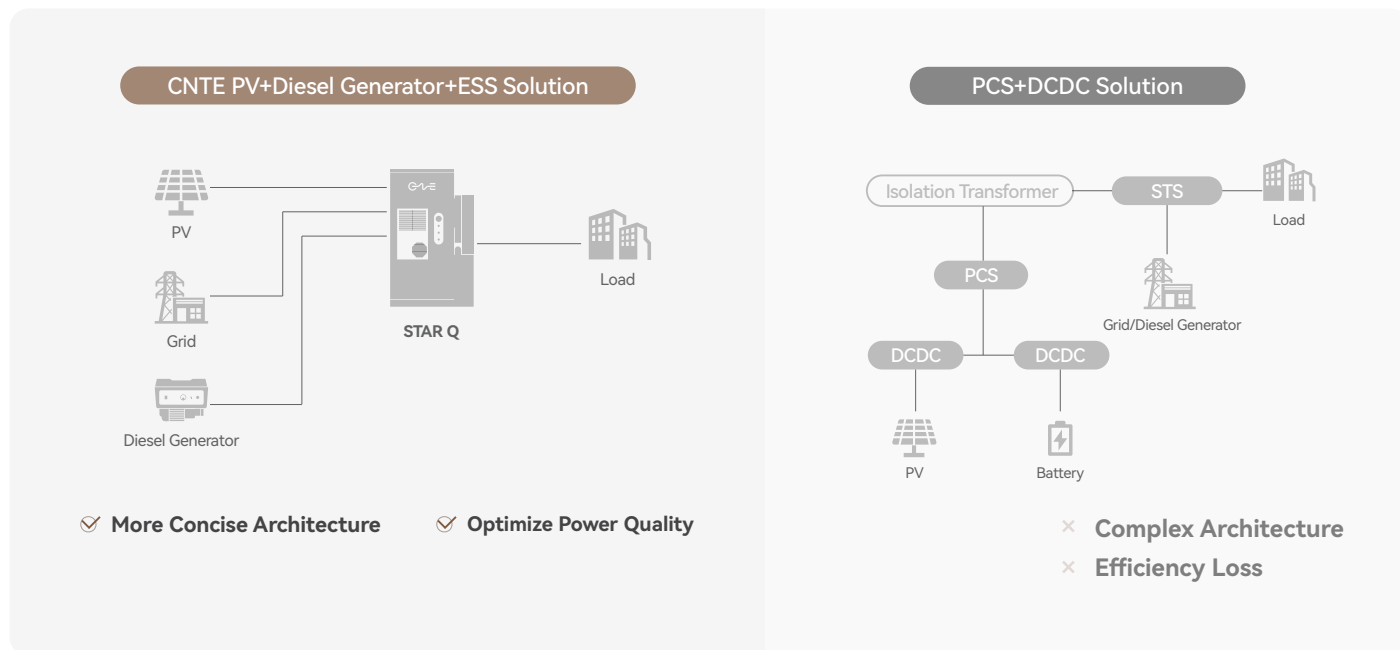 CNTE PV+Diesel Generator+ESS Solution
PV
Grid
Diesel Generator
STAR Q
Load
More Concise Architecture
Optimize Power Quality
PCS+DCDC Solution
Isolation Transformer
STS
Load
PCS
Grid/Diesel Generator
DCDC
DCDC
PV
Battery
Complex Architecture
Efficiency Loss